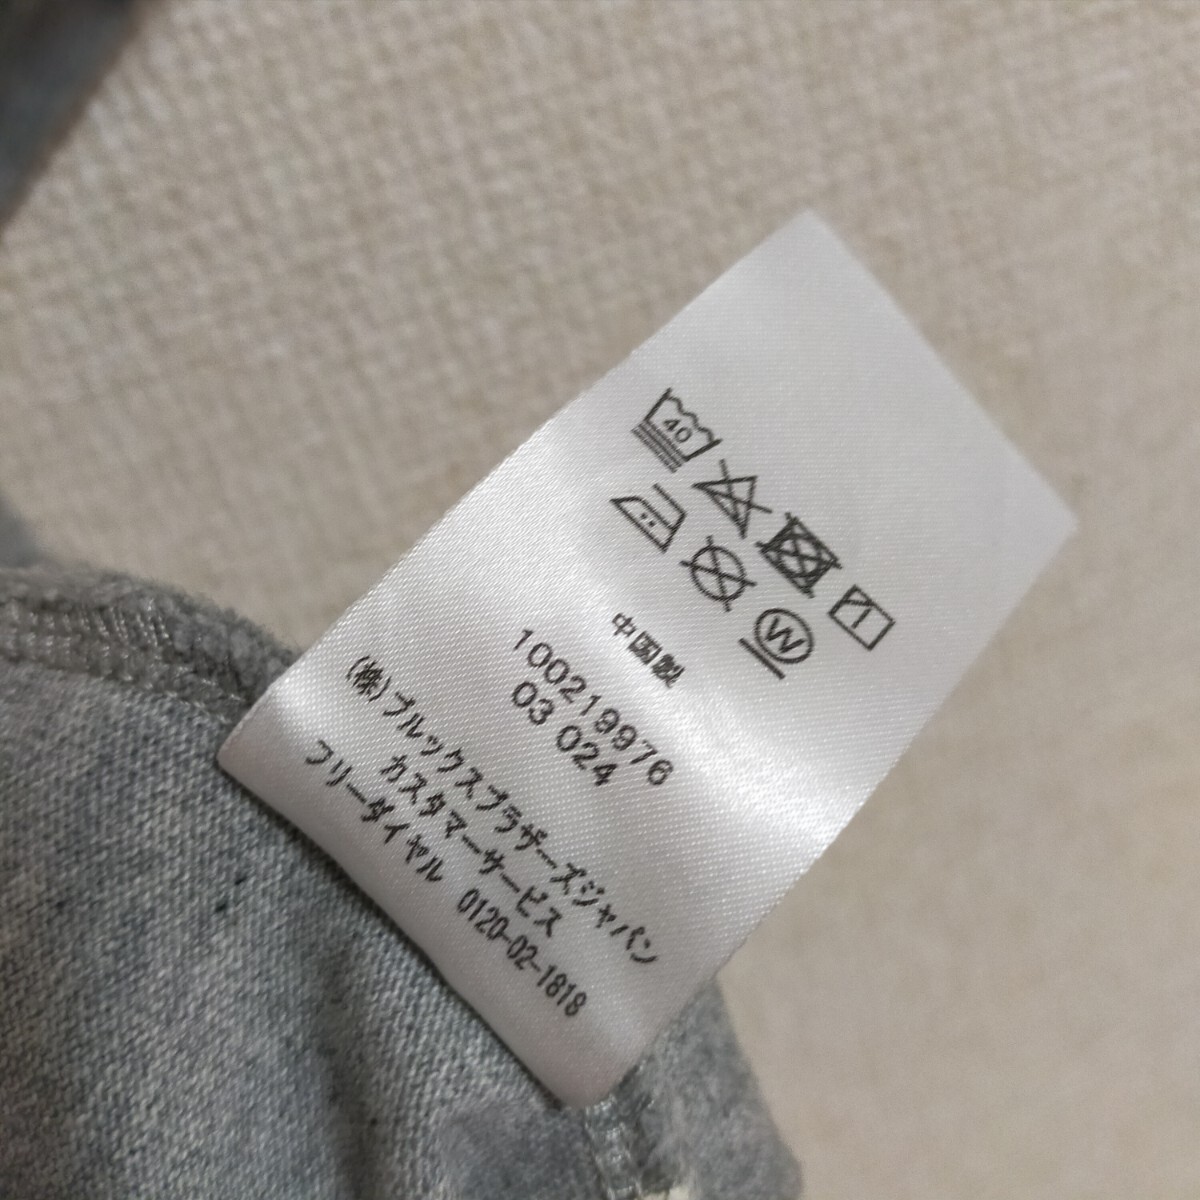 40
W
中国製
100219976
03 024
(株)ブルックスブラザーズジャパン
カスタマーサービス
フリーダイヤル 0120-02-1818